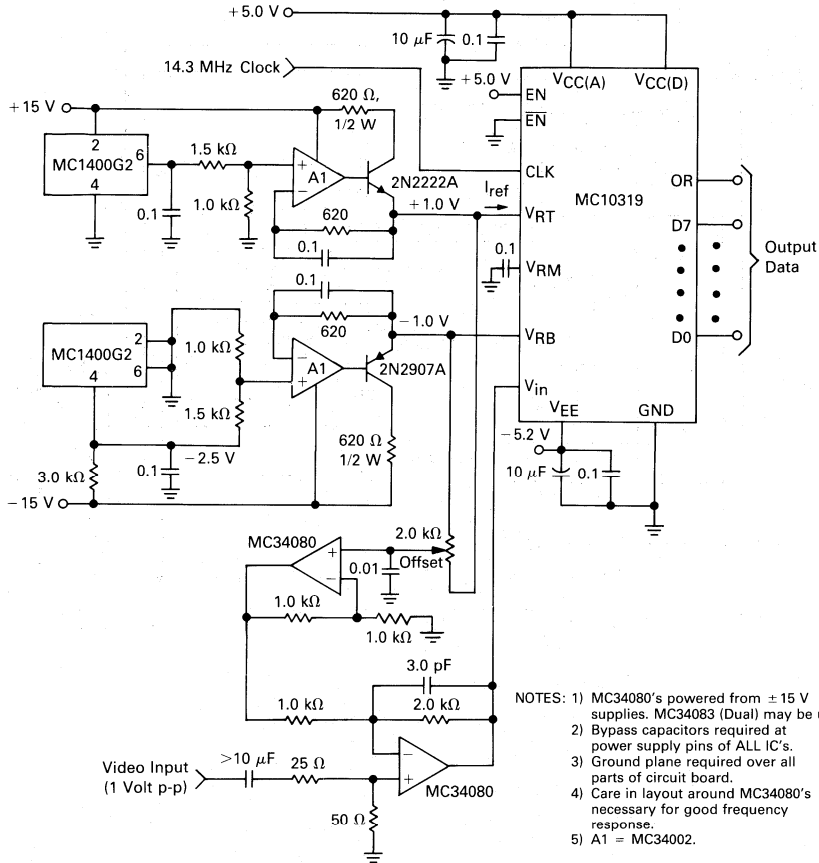 +5.0 V
10 μF
0.1
14.3 MHz Clock
+5.0 V
VCC(A)
VCC(D)
EN
EN
+15 V
620 Ω,
1/2 W
2
MC1400G2
6
4
1.5 kΩ
0.1
1.0 kΩ
+
A1
−
2N2222A
Iref
+1.0 V
620
0.1
CLK
MC10319
VRT
0.1
VRM
OR
D7
D0
Output
Data
0.1
620
−1.0 V
VRB
2
MC1400G2
6
4
1.0 kΩ
−
A1
+
2N2907A
Vin
1.5 kΩ
VEE
GND
−5.2 V
10 μF
0.1
620 Ω
1/2 W
3.0 kΩ
0.1
−2.5 V
−15 V
MC34080
+
−
2.0 kΩ
0.01
Offset
1.0 kΩ
1.0 kΩ
3.0 pF
1.0 kΩ
2.0 kΩ
Video Input
(1 Volt p-p)
>10 μF
25 Ω
−
+
MC34080
50 Ω
NOTES: 1) MC34080's powered from ±15 V
supplies. MC34083 (Dual) may be
2) Bypass capacitors required at
power supply pins of ALL IC's.
3) Ground plane required over all
parts of circuit board.
4) Care in layout around MC34080's
necessary for good frequency
response.
5) A1 = MC34002.